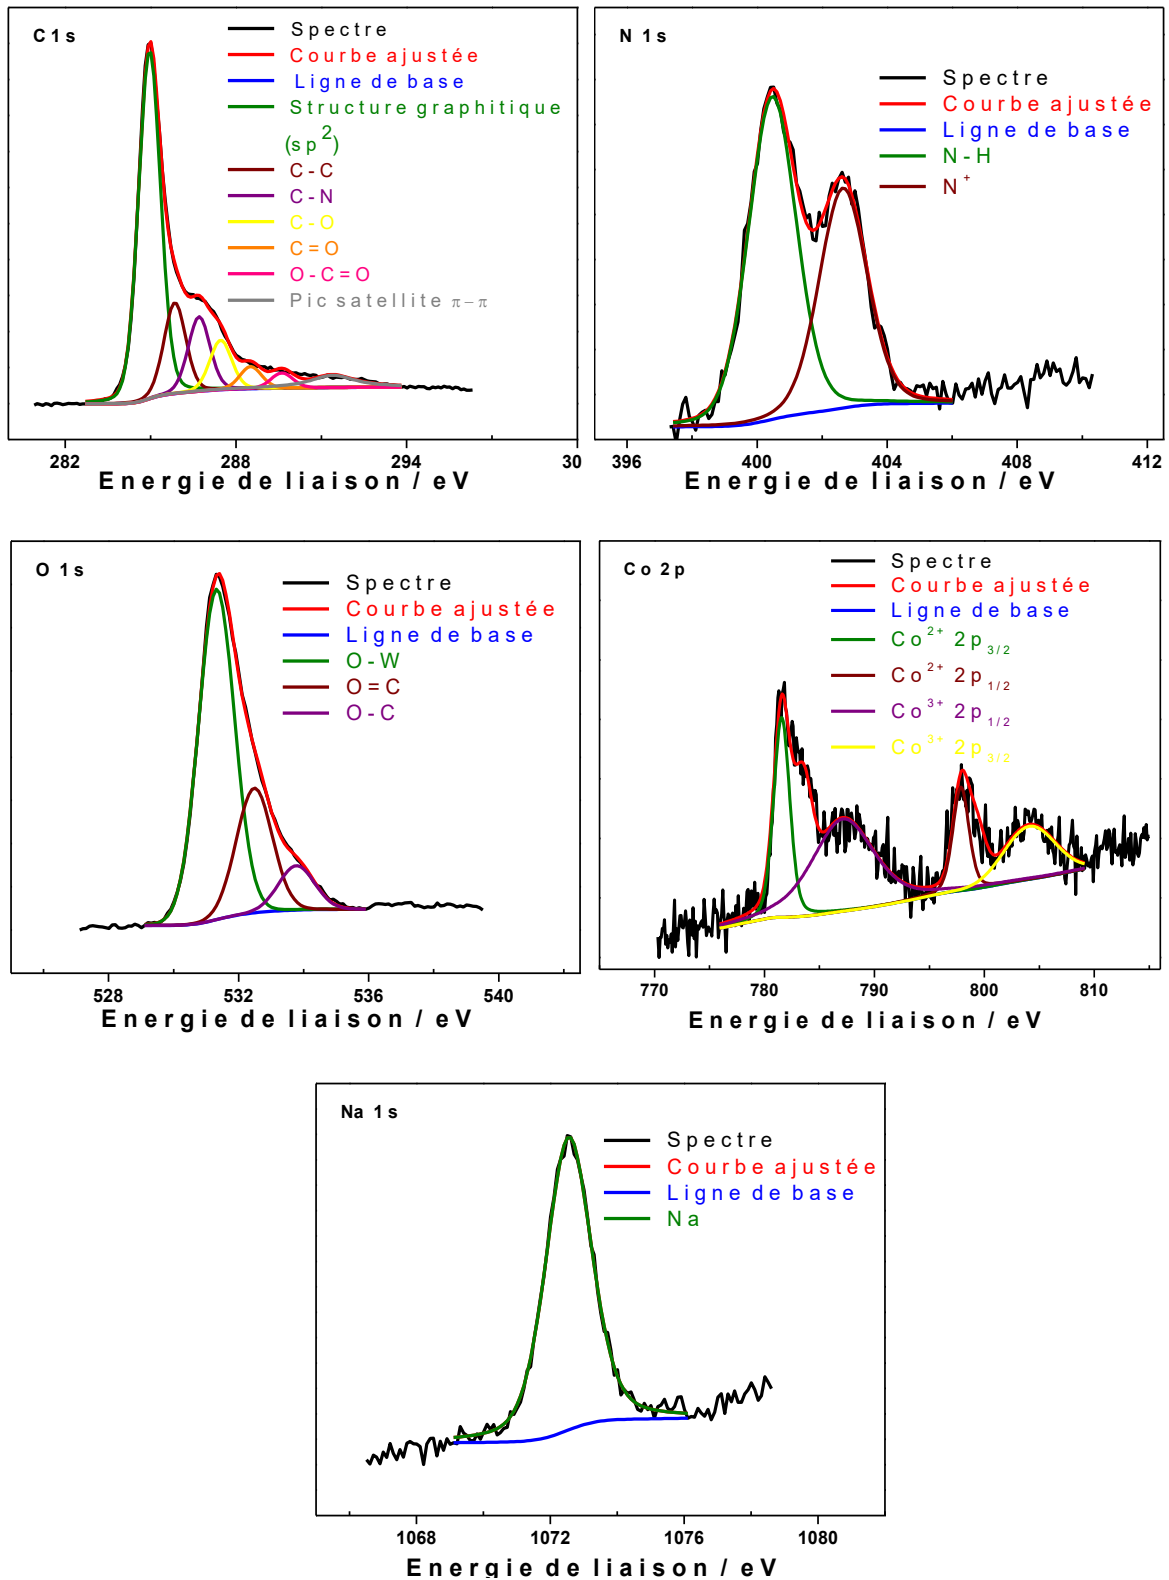 C 1s
Spectre
Courbe ajustée
Ligne de base
Structure graphitique
(sp²)
C-C
C-N
C-O
C=O
O-C=O
Pic satellite π-π
282 288 294 30
Energie de liaison / eV
N 1s
Spectre
Courbe ajustée
Ligne de base
N-H
N⁺
396 400 404 408 412
Energie de liaison / eV
O 1s
Spectre
Courbe ajustée
Ligne de base
O-W
O=C
O-C
528 532 536 540
Energie de liaison / eV
Co 2p
Spectre
Courbe ajustée
Ligne de base
Co²⁺ 2p₃/₂
Co²⁺ 2p₁/₂
Co³⁺ 2p₁/₂
Co³⁺ 2p₃/₂
770 780 790 800 810
Energie de liaison / eV
Na 1s
Spectre
Courbe ajustée
Ligne de base
Na
1068 1072 1076 1080
Energie de liaison / eV